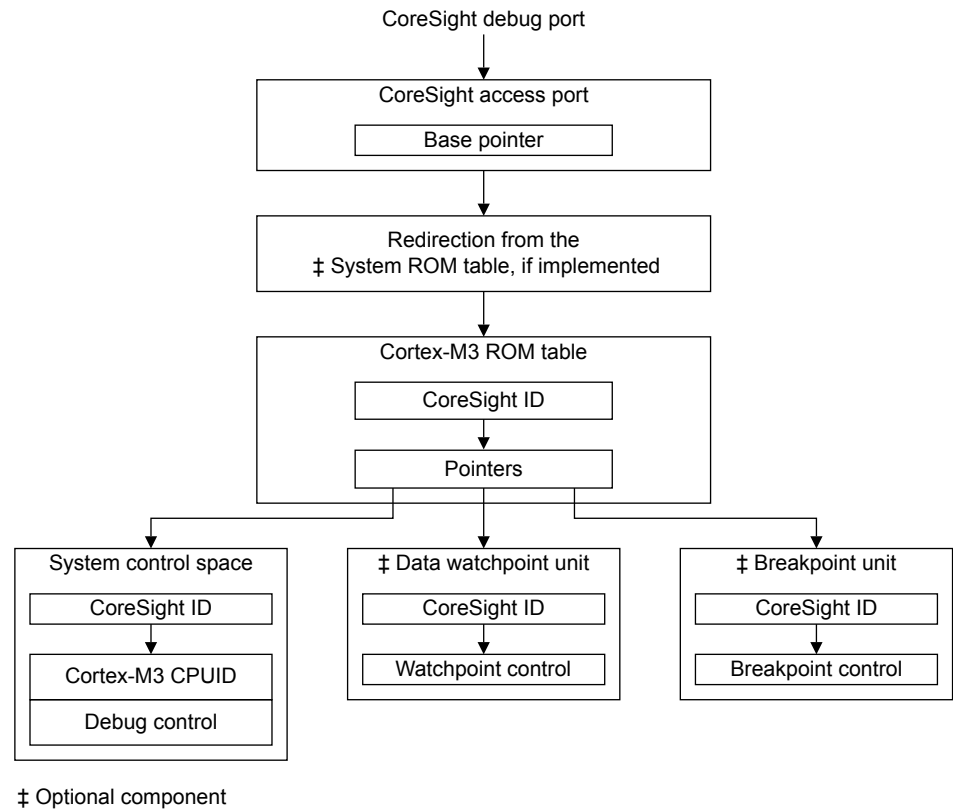 CoreSight debug port
CoreSight access port
Base pointer
Redirection from the
‡ System ROM table, if implemented
Cortex-M3 ROM table
CoreSight ID
Pointers
System control space
CoreSight ID
Cortex-M3 CPUID
Debug control
‡ Data watchpoint unit
CoreSight ID
Watchpoint control
‡ Breakpoint unit
CoreSight ID
Breakpoint control
‡ Optional component